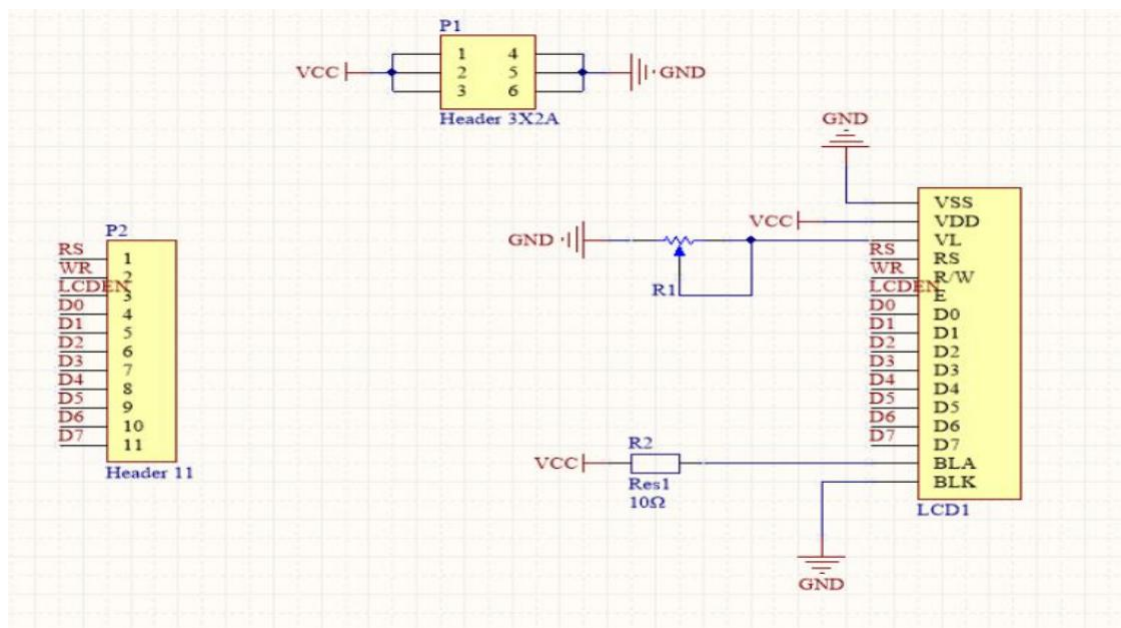 P1
VCC
1 4
2 5
3 6
GND
Header 3X2A
P2
RS
1
WR
2
LCDEN
3
D0
4
D1
5
D2
6
D3
7
D4
8
D5
9
D6
10
D7
11
Header 11
GND
VCC
GND
R1
RS
WR
LCDEN
D0
D1
D2
D3
D4
D5
D6
D7
VSS
VDD
VL
RS
R/W
E
D0
D1
D2
D3
D4
D5
D6
D7
BLA
BLK
LCD1
R2
VCC
Res1
10Ω
GND